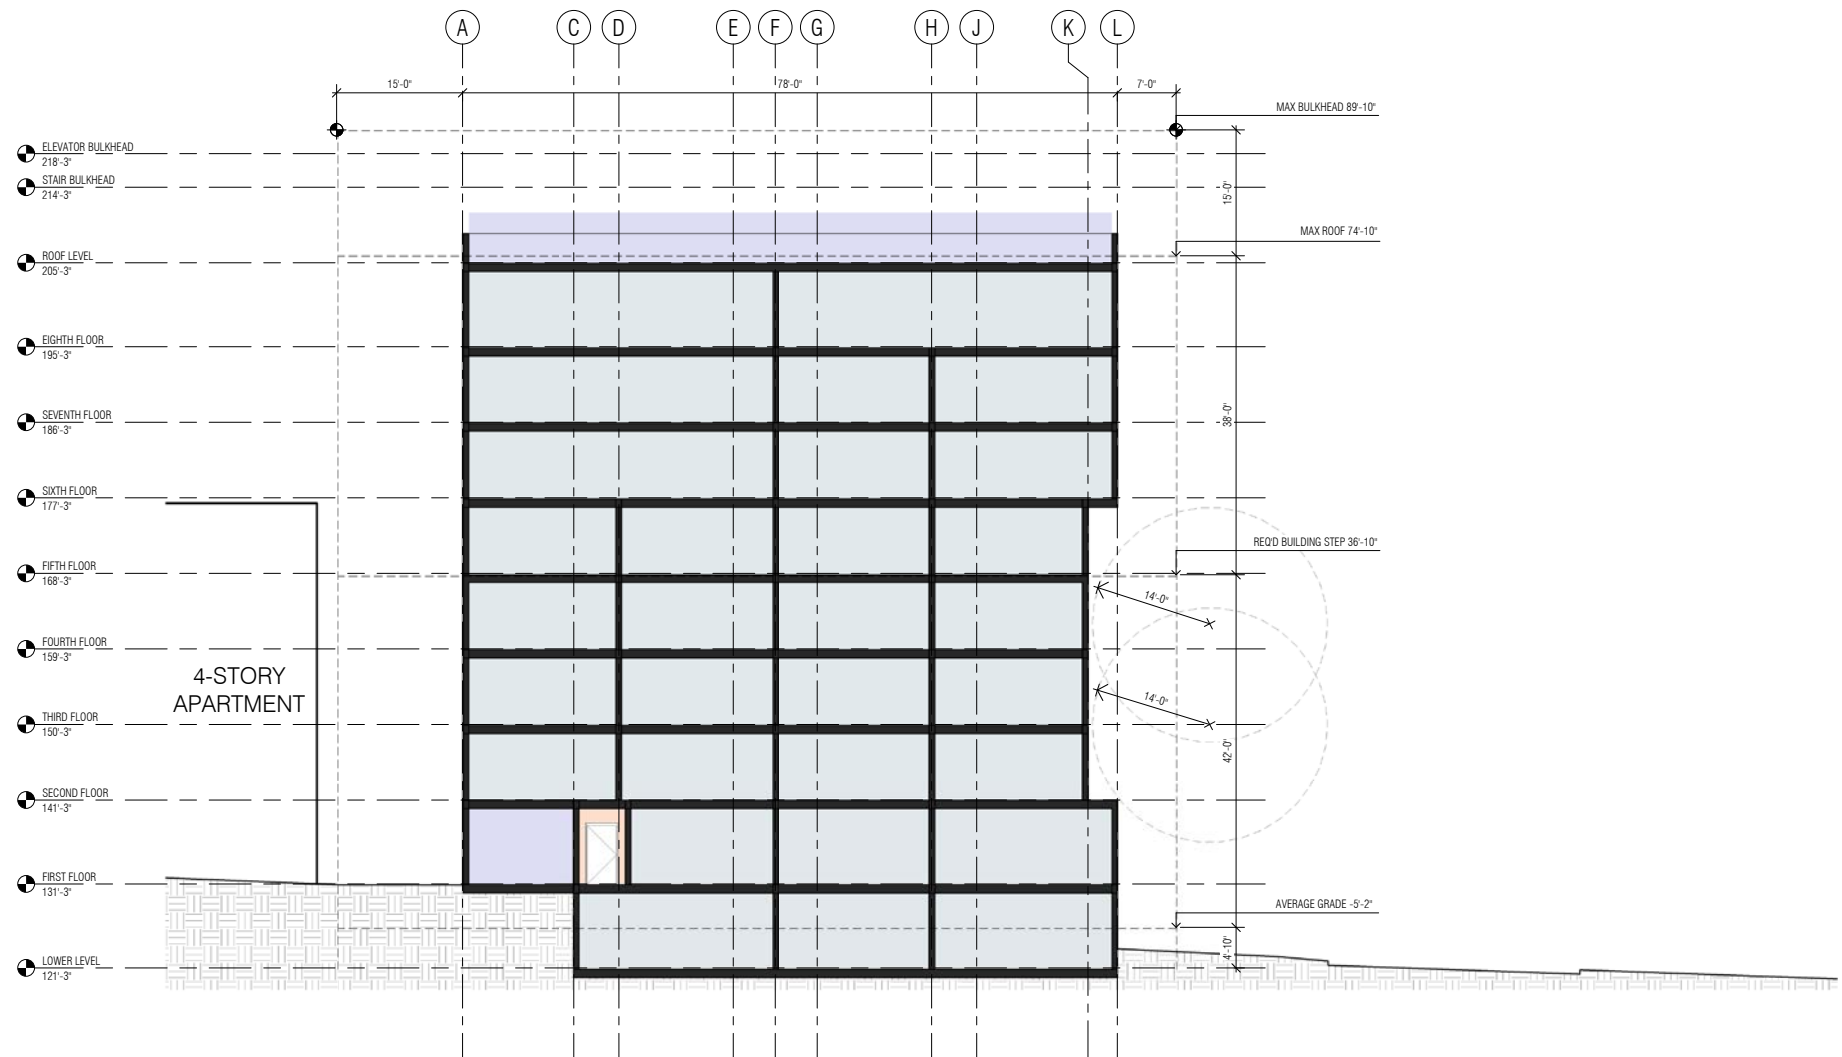 A C D E F G H J K L
15'-0" 78'-0" 7'-0"
MAX BULKHEAD 89'-10"
ELEVATOR BULKHEAD
218'-3"
STAIR BULKHEAD
214'-3"
15'-0"
MAX ROOF 74'-10"
ROOF LEVEL
205'-3"
EIGHTH FLOOR
195'-3"
SEVENTH FLOOR
186'-3"
38'-0"
SIXTH FLOOR
177'-3"
REQ'D BUILDING STEP 36'-10"
FIFTH FLOOR
168'-3"
14'-0"
FOURTH FLOOR
159'-3"
4-STORY
APARTMENT
14'-0"
THIRD FLOOR
150'-3"
42'-0"
SECOND FLOOR
141'-3"
FIRST FLOOR
131'-3"
AVERAGE GRADE -5'-2"
4'-10"
LOWER LEVEL
121'-3"